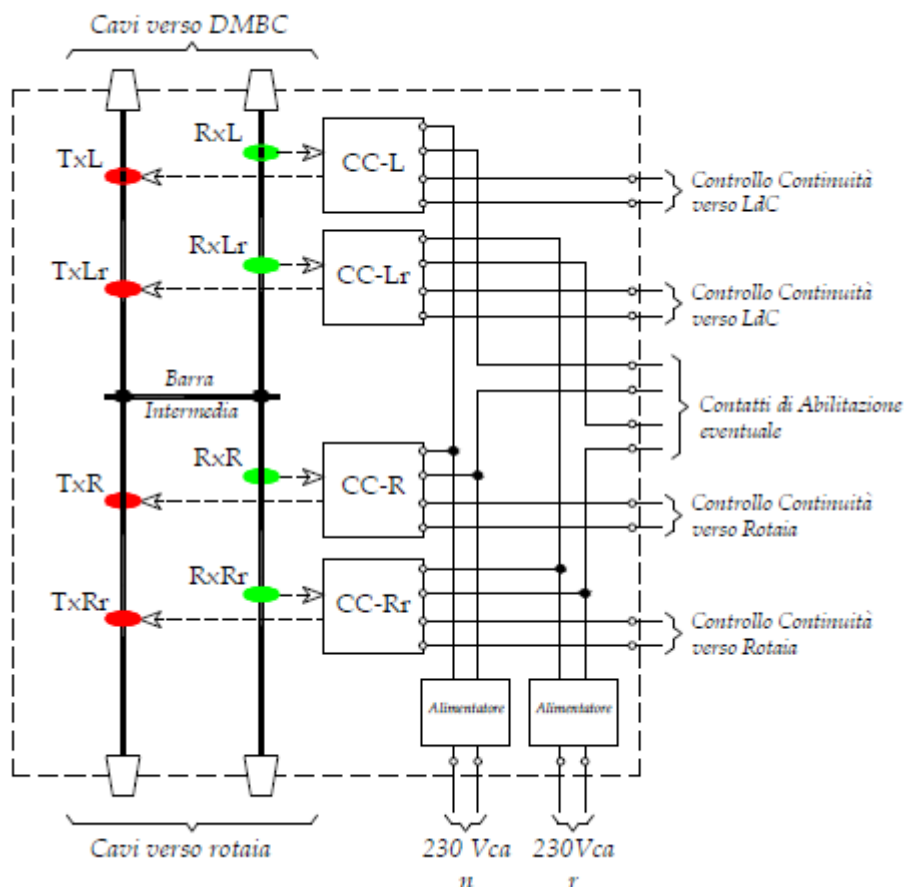 Cavi verso DMBC
RxL
TxL
CC-L
Controllo Continuità
verso LdC
RxLr
TxLr
CC-Lr
Controllo Continuità
verso LdC
Barra
Intermedia
Contatti di Abilitazione
eventuale
RxR
TxR
CC-R
Controllo Continuità
verso Rotaia
RxRr
TxRr
CC-Rr
Controllo Continuità
verso Rotaia
Alimentatore
Alimentatore
Cavi verso rotaia
230 Vca
n
230Vca
r